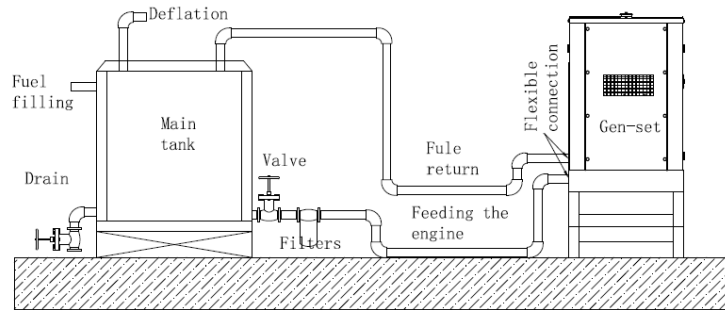 Deflation
Fuel
filling
Main
tank
Drain
Valve
Filters
Fule
return
Feeding the
engine
Flexible
connection
Gen-set